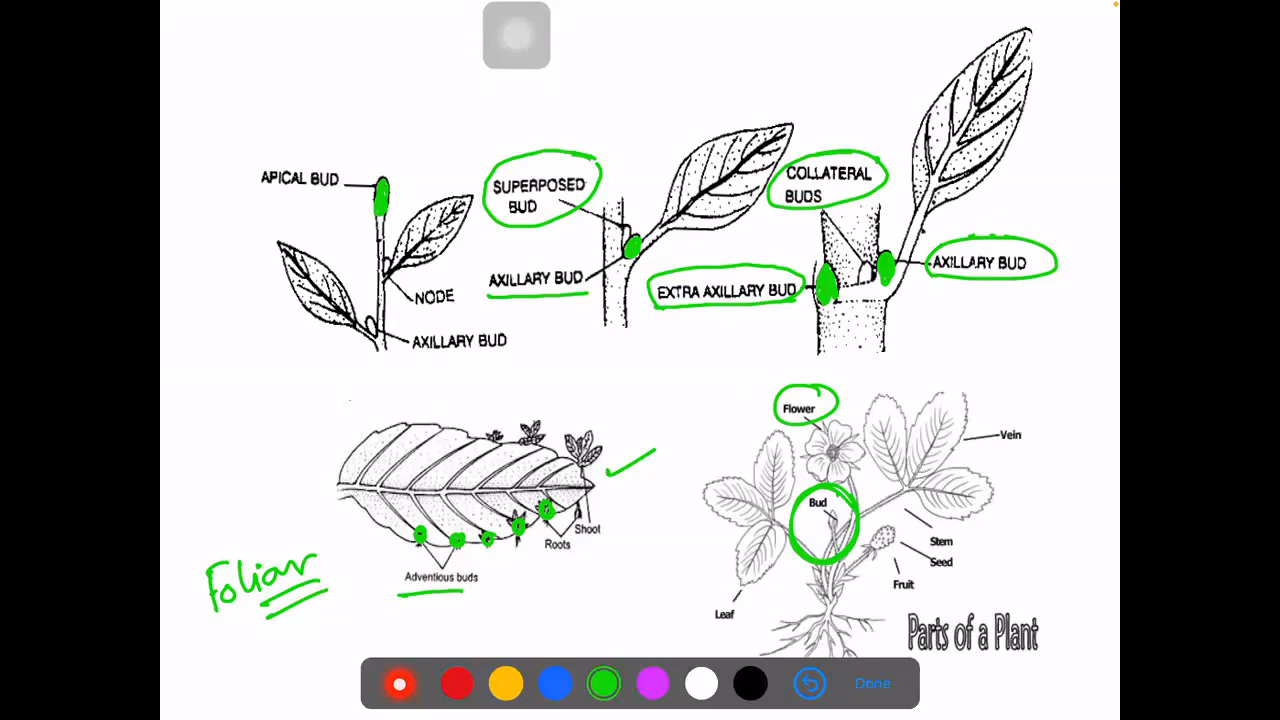 APICAL BUD
NODE
AXILLARY BUD
SUPERPOSED
BUD
AXILLARY BUD
COLLATERAL
BUDS
EXTRA AXILLARY BUD
AXILLARY BUD
Shoot
Roots
Adventious buds
Foliar
Flower
Vein
Bud
Stem
Seed
Fruit
Leaf
Parts of a Plant
Done